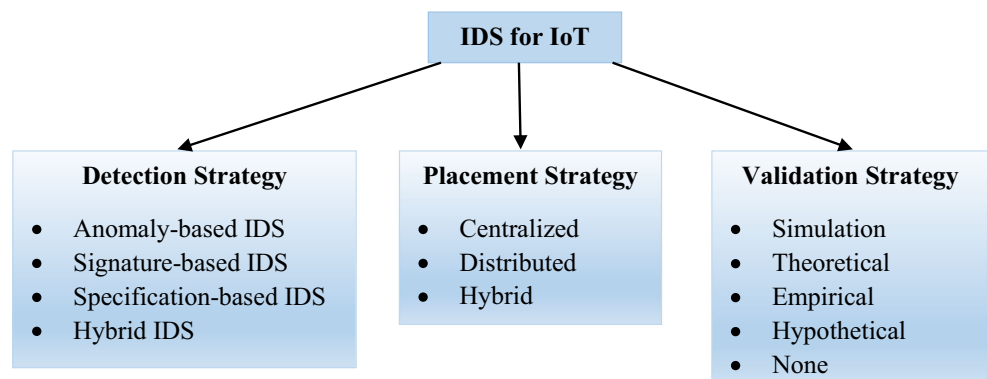 IDS for IoT
Detection Strategy
• Anomaly-based IDS
• Signature-based IDS
• Specification-based IDS
• Hybrid IDS
Placement Strategy
• Centralized
• Distributed
• Hybrid
Validation Strategy
• Simulation
• Theoretical
• Empirical
• Hypothetical
• None